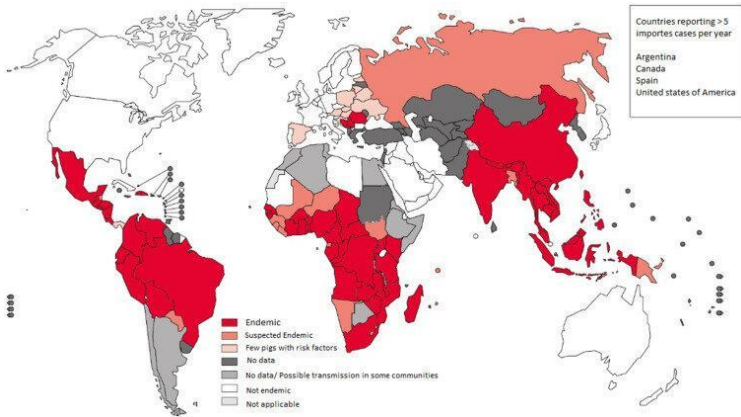 Countries reporting >5
importes cases per year
Argentina
Canada
Spain
United states of America
Endemic
Suspected Endemic
Few pigs with risk factors
No data
No data/ Possible transmission in some communities
Not endemic
Not applicable